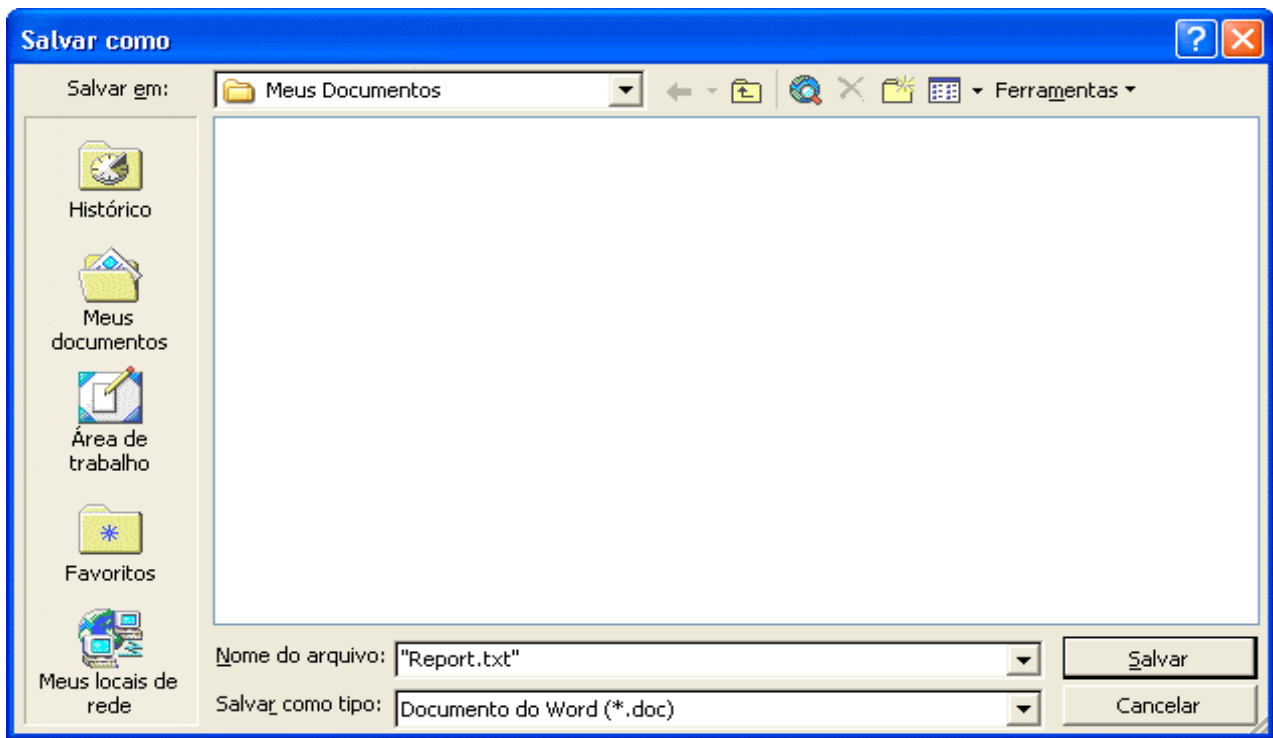 Salvar como
Salvar em:
Meus Documentos
Ferramentas
Histórico
Meus
documentos
Área de
trabalho
Favoritos
Meus locais de
rede
Nome do arquivo:
"Report.txt"
Salvar
Salvar como tipo:
Documento do Word (*.doc)
Cancelar